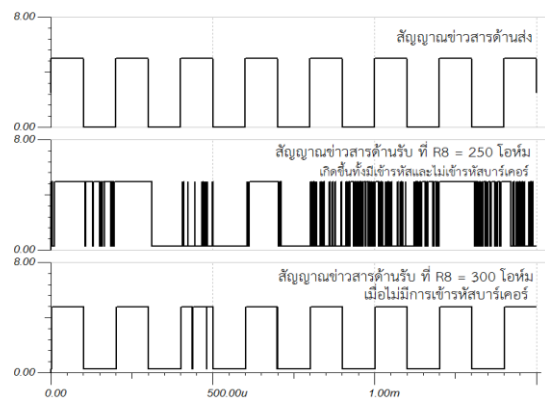 8.00
สัญญาณข่าวสารด้านส่ง
0.00
8.00
สัญญาณข่าวสารด้านรับ ที่ R8 = 250 โอห์ม
เกิดขึ้นทั้งมีเข้ารหัสและไม่เข้ารหัสบาร์เคอร์
0.00
8.00
สัญญาณข่าวสารด้านรับ ที่ R8 = 300 โอห์ม
เมื่อไม่มีการเข้ารหัสบาร์เคอร์
0.00
0.00 500.00u 1.00m